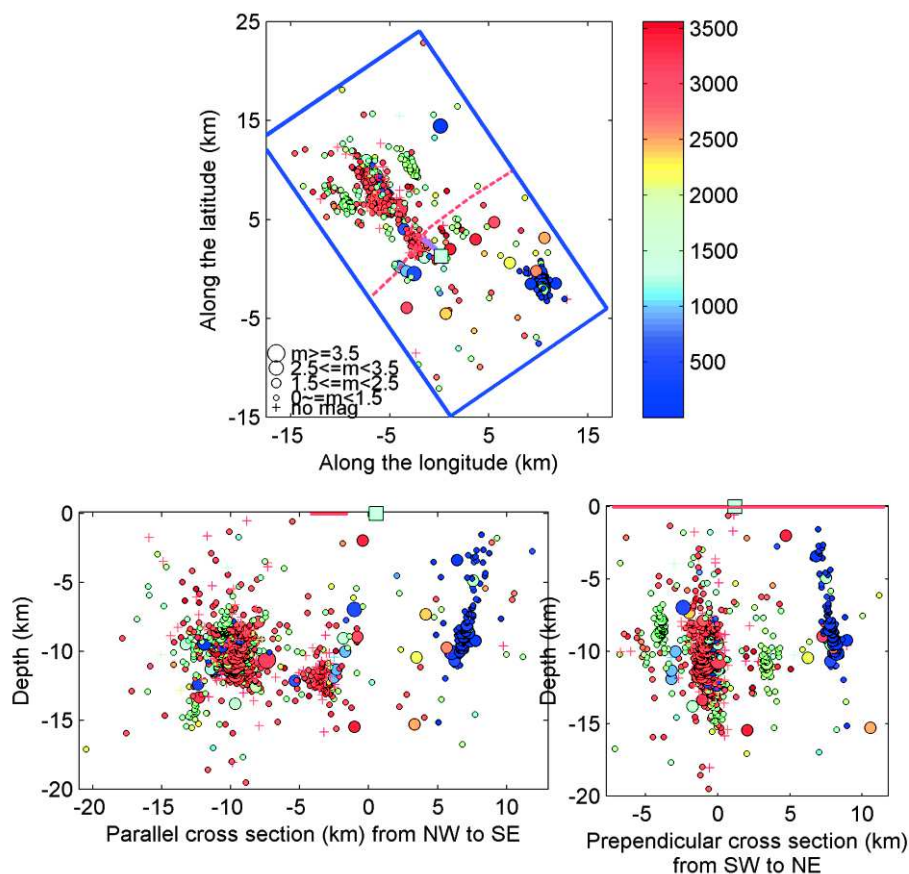 25
15
5
-5
-15
Along the latitude (km)
m>=3.5
2.5<=m<3.5
1.5<=m<2.5
0~=m<1.5
no mag
-15 -5 5 15
Along the longitude (km)
3500
3000
2500
2000
1500
1000
500
0
-5
-10
-15
-20
Depth (km)
-20 -15 -10 -5 0 5 10
Parallel cross section (km) from NW to SE
0
-5
-10
-15
-20
Depth (km)
-5 0 5 10
Prependicular cross section (km)
from SW to NE